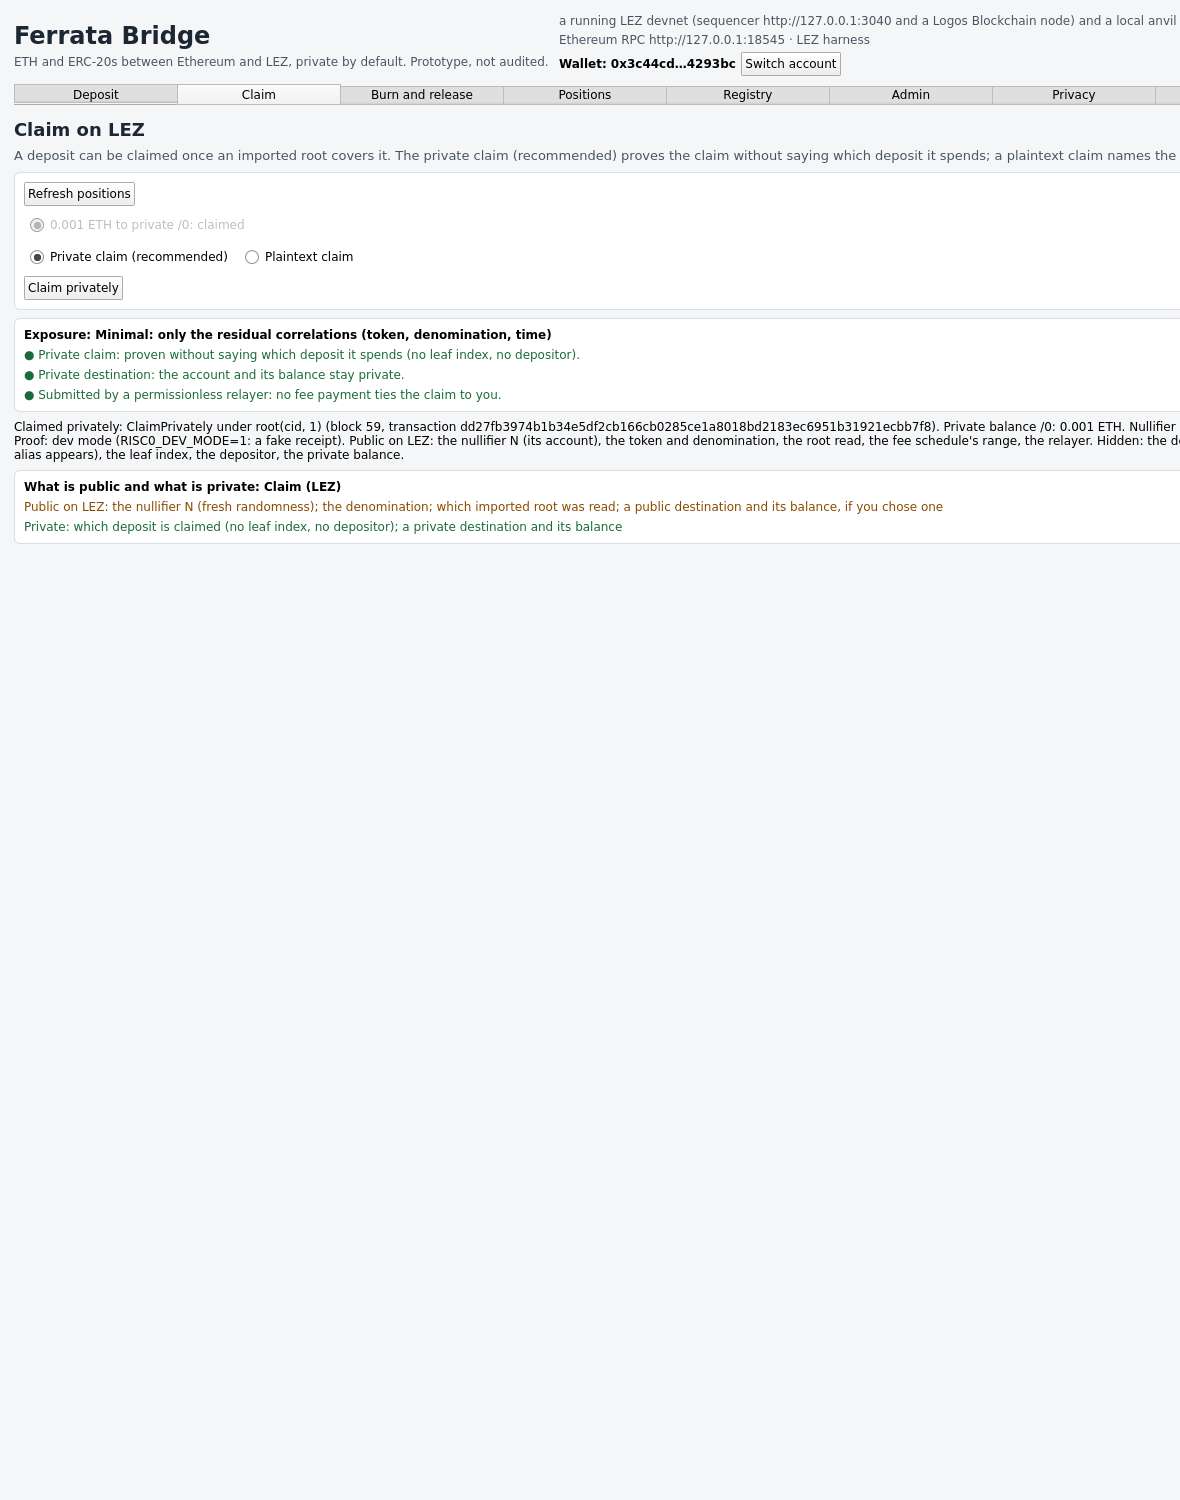 Ferrata Bridge
ETH and ERC-20s between Ethereum and LEZ, private by default. Prototype, not audited.
a running LEZ devnet (sequencer http://127.0.0.1:3040 and a Logos Blockchain node) and a local anvil
Ethereum RPC http://127.0.0.1:18545 · LEZ harness
Wallet: 0x3c44cd…4293bc Switch account
Deposit Claim Burn and release Positions Registry Admin Privacy
Claim on LEZ
A deposit can be claimed once an imported root covers it. The private claim (recommended) proves the claim without saying which deposit it spends; a plaintext claim names the
Refresh positions
0.001 ETH to private /0: claimed
Private claim (recommended) Plaintext claim
Claim privately
Exposure: Minimal: only the residual correlations (token, denomination, time)
● Private claim: proven without saying which deposit it spends (no leaf index, no depositor).
● Private destination: the account and its balance stay private.
● Submitted by a permissionless relayer: no fee payment ties the claim to you.
Claimed privately: ClaimPrivately under root(cid, 1) (block 59, transaction dd27fb3974b1b34e5df2cb166cb0285ce1a8018bd2183ec6951b31921ecbb7f8). Private balance /0: 0.001 ETH. Nullifier
Proof: dev mode (RISC0_DEV_MODE=1: a fake receipt). Public on LEZ: the nullifier N (its account), the token and denomination, the root read, the fee schedule's range, the relayer. Hidden: the d
alias appears), the leaf index, the depositor, the private balance.
What is public and what is private: Claim (LEZ)
Public on LEZ: the nullifier N (fresh randomness); the denomination; which imported root was read; a public destination and its balance, if you chose one
Private: which deposit is claimed (no leaf index, no depositor); a private destination and its balance